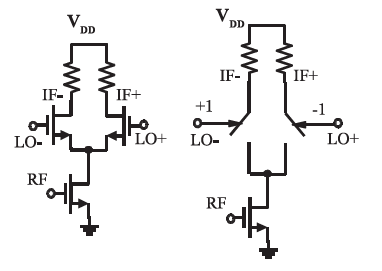 VDD
IF- IF+
LO- LO+
RF
VDD
IF- IF+
+1 -1
LO- LO+
RF